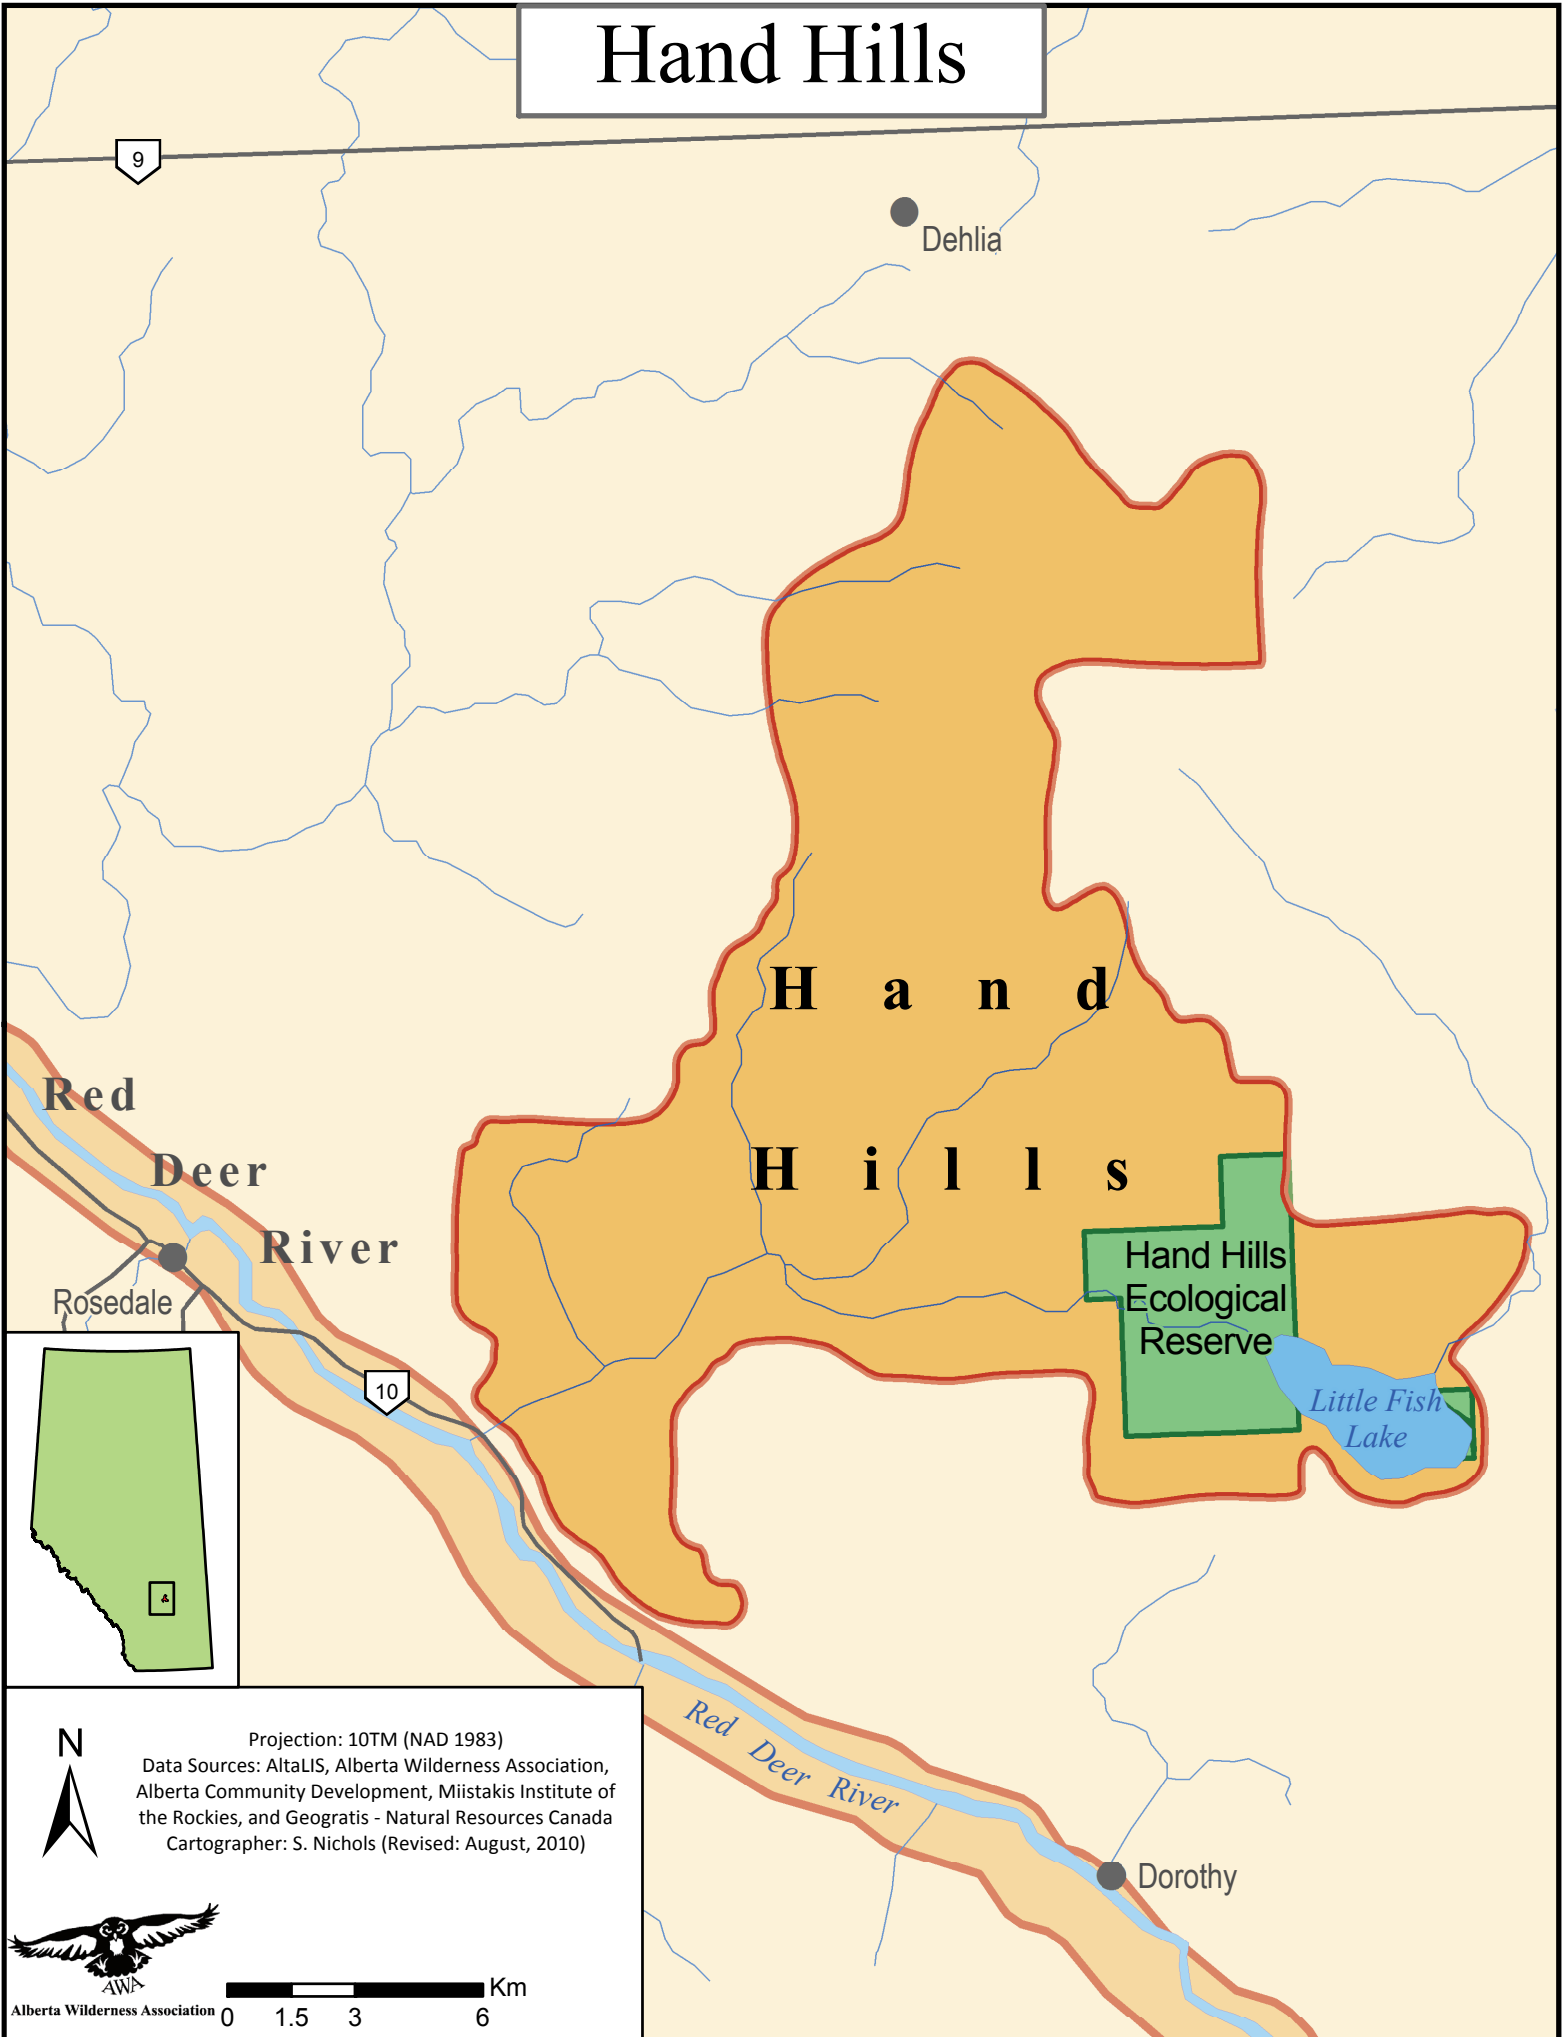 Hand Hills
9
Dehlia
H a n d
H i l l s
Red
Deer
River
Rosedale
10
Hand Hills
Ecological
Reserve
Little Fish
Lake
Red Deer River
Dorothy
N
Projection: 10TM (NAD 1983)
Data Sources: AltaLIS, Alberta Wilderness Association,
Alberta Community Development, Miistakis Institute of
the Rockies, and Geogratis - Natural Resources Canada
Cartographer: S. Nichols (Revised: August, 2010)
AWA
Alberta Wilderness Association
Km
0 1.5 3 6